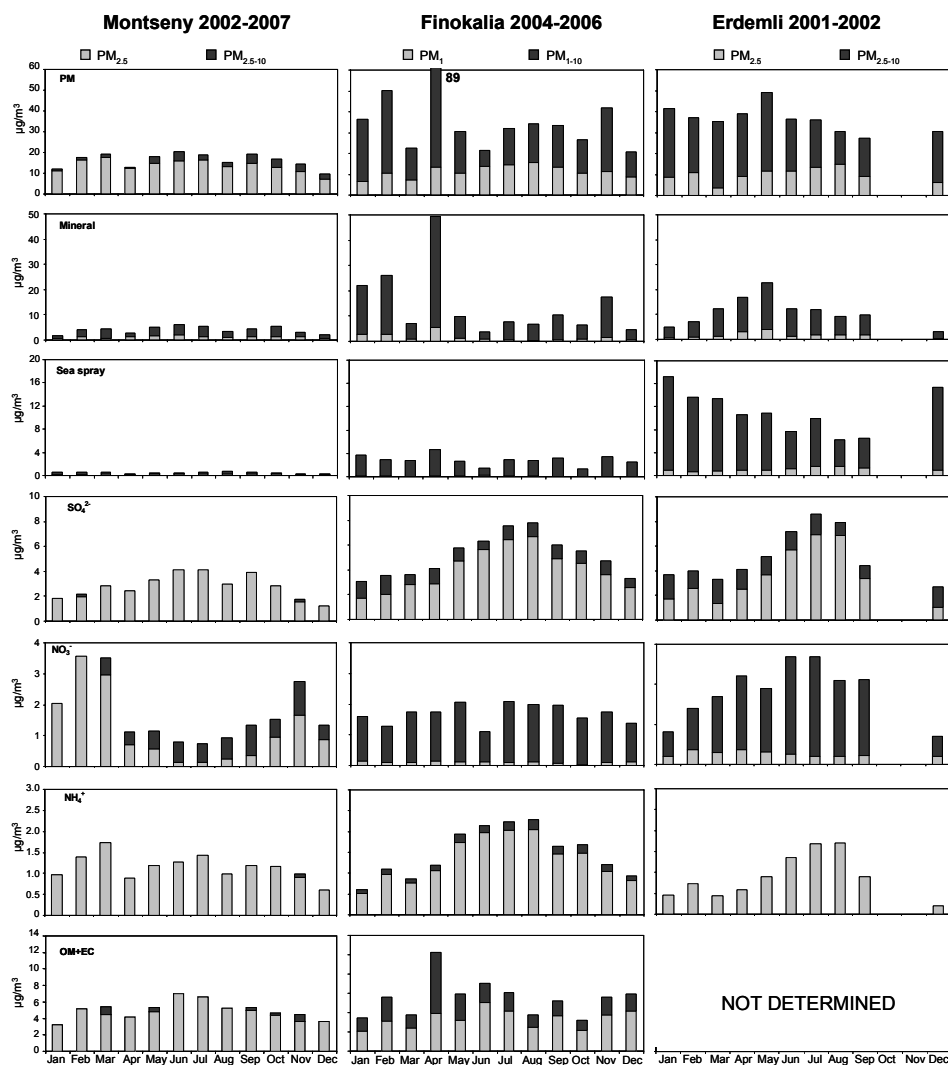 Montseny 2002-2007 Finokalia 2004-2006 Erdemli 2001-2002
PM2.5 PM2.5-10 PM1 PM1-10 PM2.5 PM2.5-10
60
50
40
30
20
10
0
µg/m³
PM
89
50
40
30
20
10
0
µg/m³
Mineral
20
16
12
8
4
0
µg/m³
Sea spray
10
8
6
4
2
0
µg/m³
SO₄²⁻
4
3
2
1
0
µg/m³
NO₃⁻
3.0
2.5
2.0
1.5
1.0
0.5
0
µg/m³
NH₄⁺
14
12
10
8
6
4
2
0
µg/m³
OM+EC
NOT DETERMINED
Jan Feb Mar Apr May Jun Jul Aug Sep Oct Nov Dec Jan Feb Mar Apr May Jun Jul Aug Sep Oct Nov Dec Jan Feb Mar Apr May Jun Jul Aug Sep Oct Nov Dec